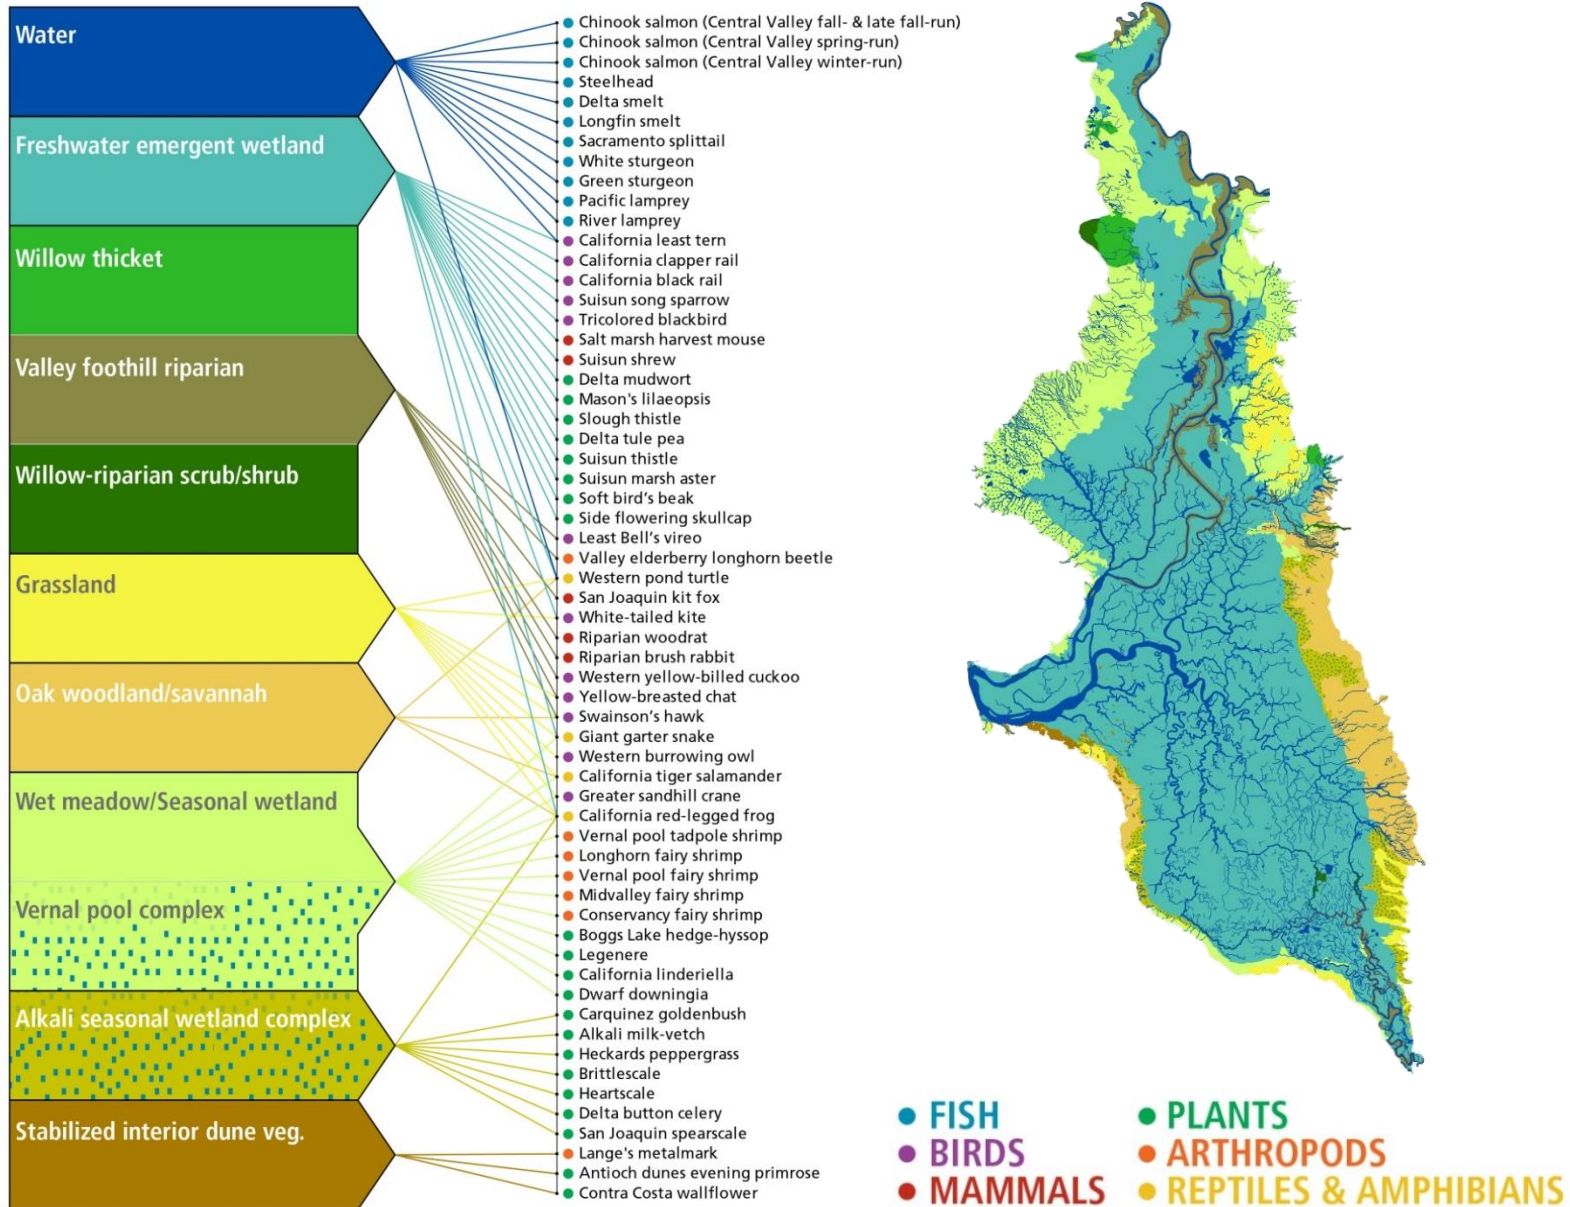 Water
Freshwater emergent wetland
Willow thicket
Valley foothill riparian
Willow-riparian scrub/shrub
Grassland
Oak woodland/savannah
Wet meadow/Seasonal wetland
Vernal pool complex
Alkali seasonal wetland complex
Stabilized interior dune veg.
Chinook salmon (Central Valley fall- & late fall-run)
Chinook salmon (Central Valley spring-run)
Chinook salmon (Central Valley winter-run)
Steelhead
Delta smelt
Longfin smelt
Sacramento splittail
White sturgeon
Green sturgeon
Pacific lamprey
River lamprey
California least tern
California clapper rail
California black rail
Suisun song sparrow
Tricolored blackbird
Salt marsh harvest mouse
Suisun shrew
Delta mudwort
Mason's lilaeopsis
Slough thistle
Delta tule pea
Suisun thistle
Suisun marsh aster
Soft bird's beak
Side flowering skullcap
Least Bell's vireo
Valley elderberry longhorn beetle
Western pond turtle
San Joaquin kit fox
White-tailed kite
Riparian woodrat
Riparian brush rabbit
Western yellow-billed cuckoo
Yellow-breasted chat
Swainson's hawk
Giant garter snake
Western burrowing owl
California tiger salamander
Greater sandhill crane
California red-legged frog
Vernal pool tadpole shrimp
Longhorn fairy shrimp
Vernal pool fairy shrimp
Midvalley fairy shrimp
Conservancy fairy shrimp
Boggs Lake hedge-hyssop
Legenere
California linderiella
Dwarf downingia
Carquinez goldenbush
Alkali milk-vetch
Heckards peppergrass
Brittlescale
Heartscale
Delta button celery
San Joaquin spearscale
Lange's metalmark
Antioch dunes evening primrose
Contra Costa wallflower
FISH
BIRDS
MAMMALS
PLANTS
ARTHROPODS
REPTILES & AMPHIBIANS